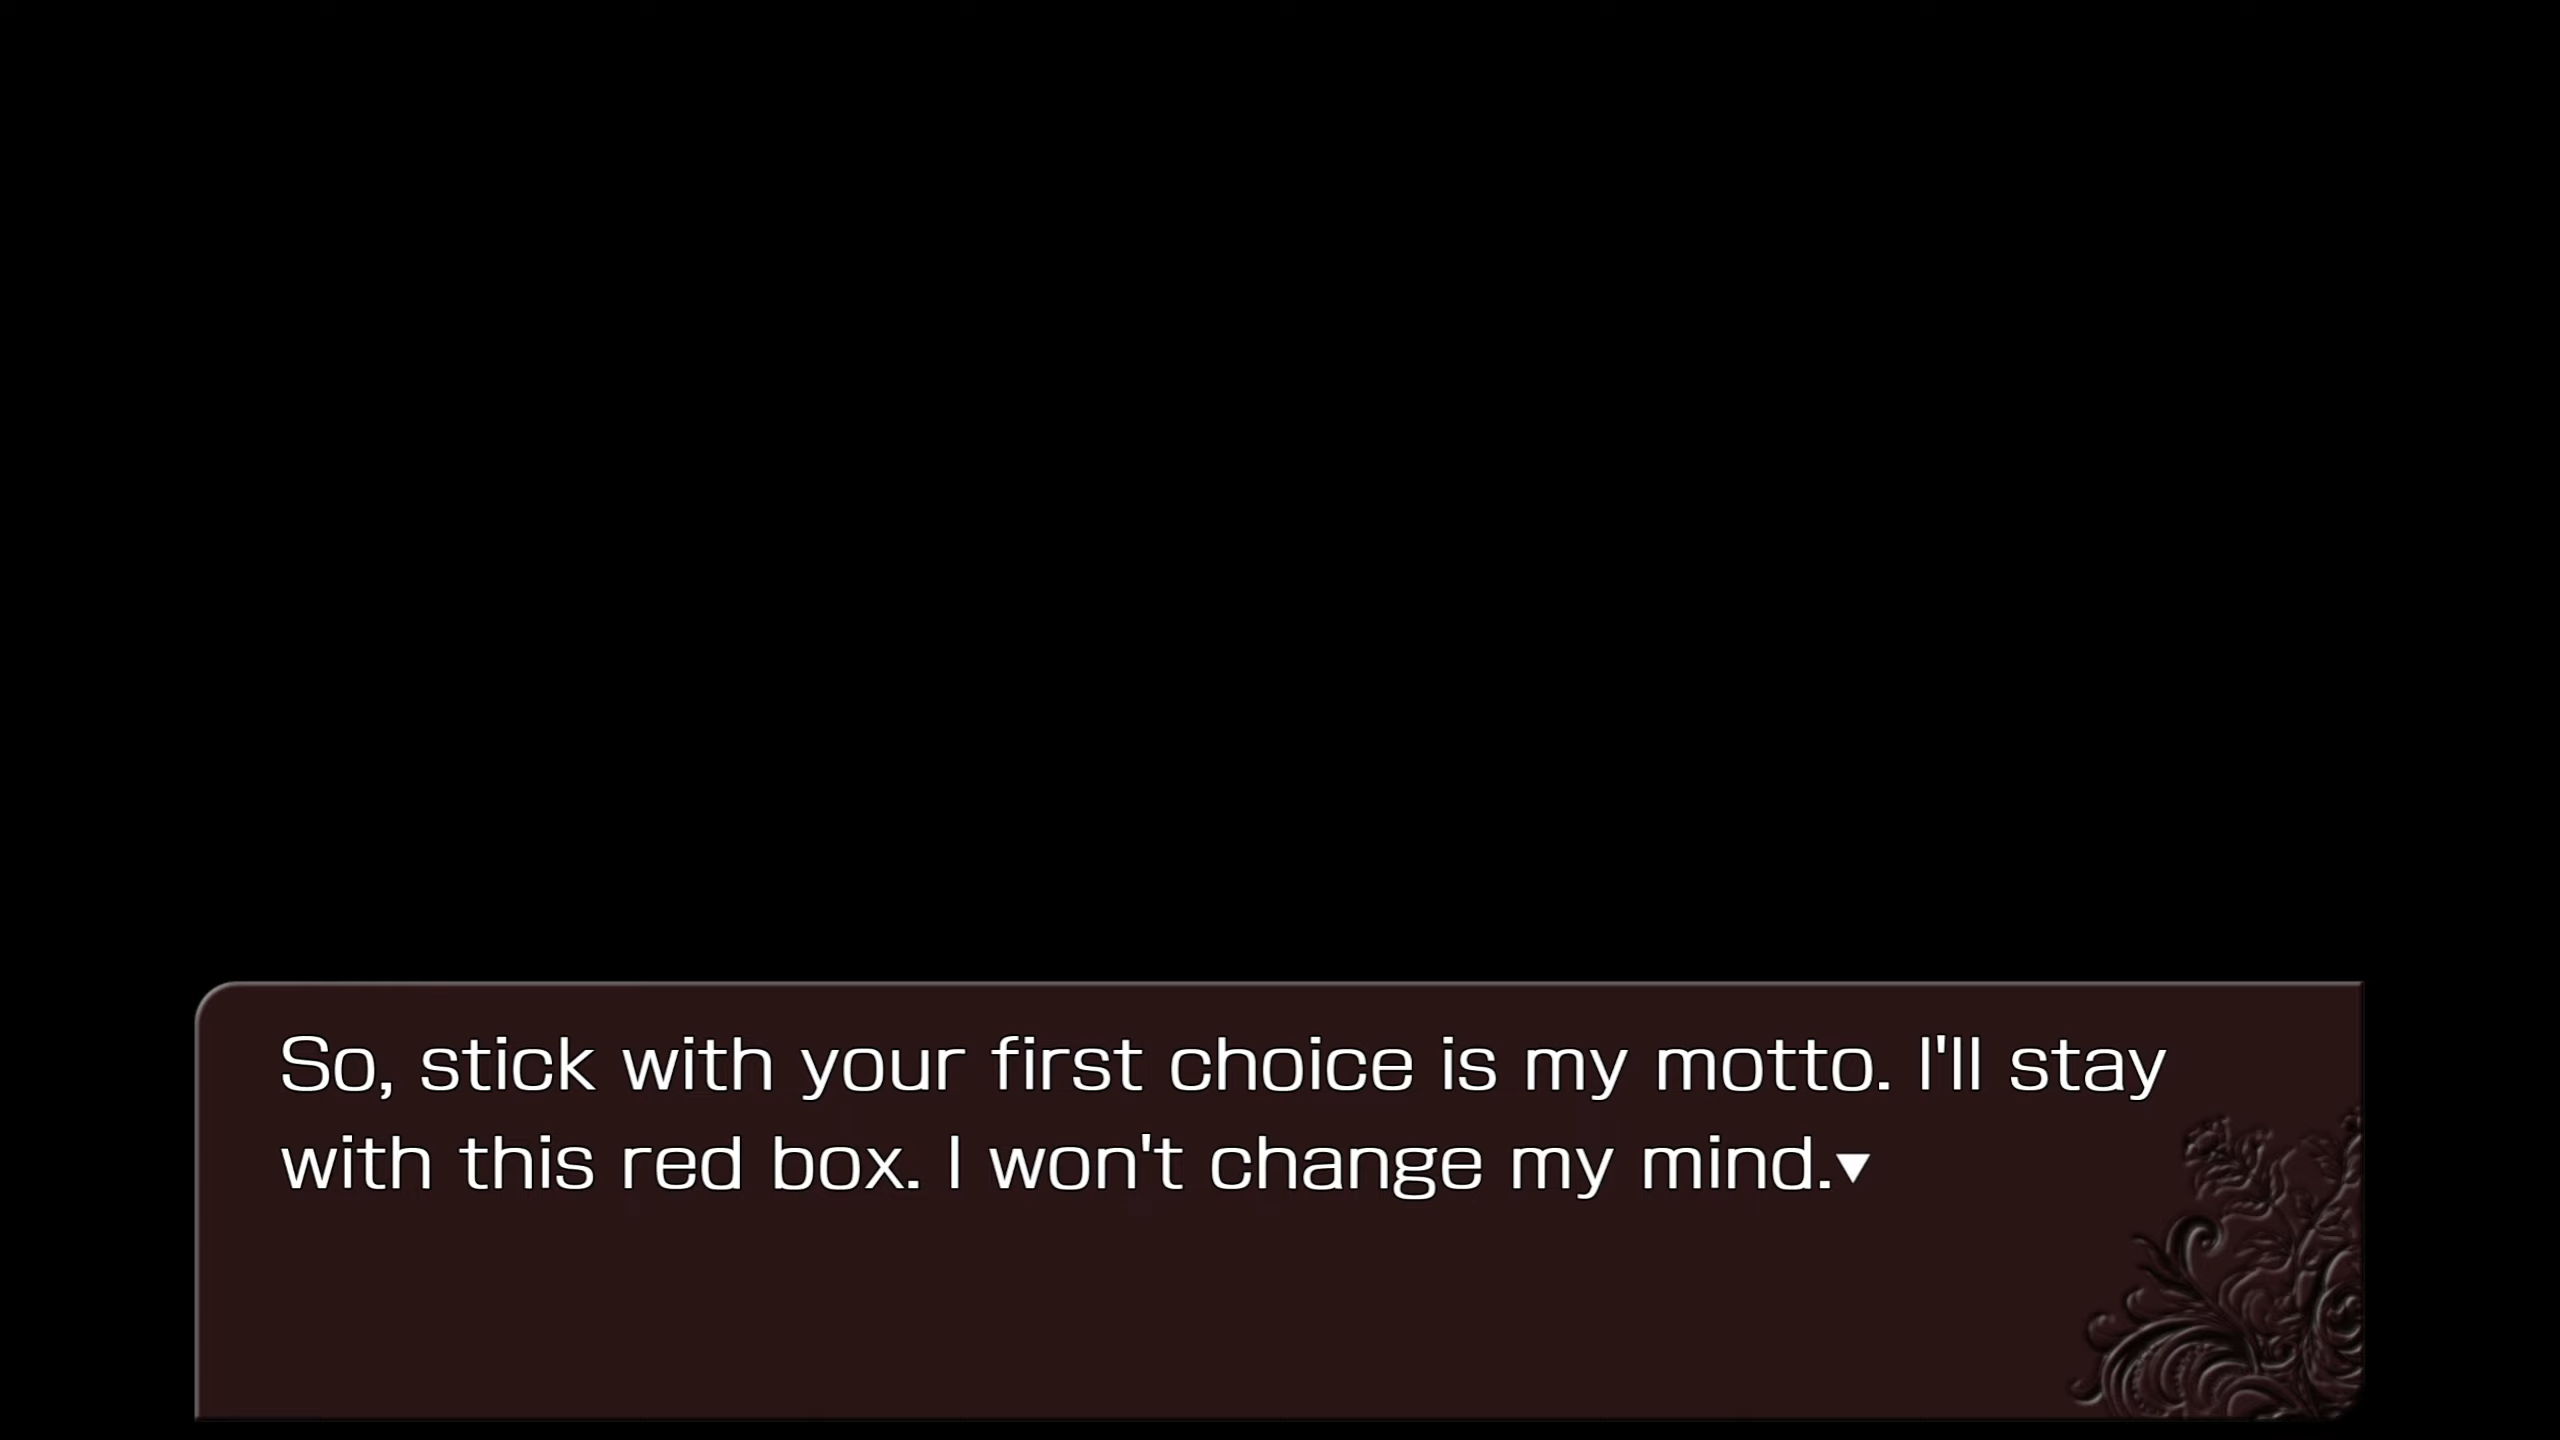 So, stick with your first choice is my motto. I'll stay
with this red box. I won't change my mind.▼